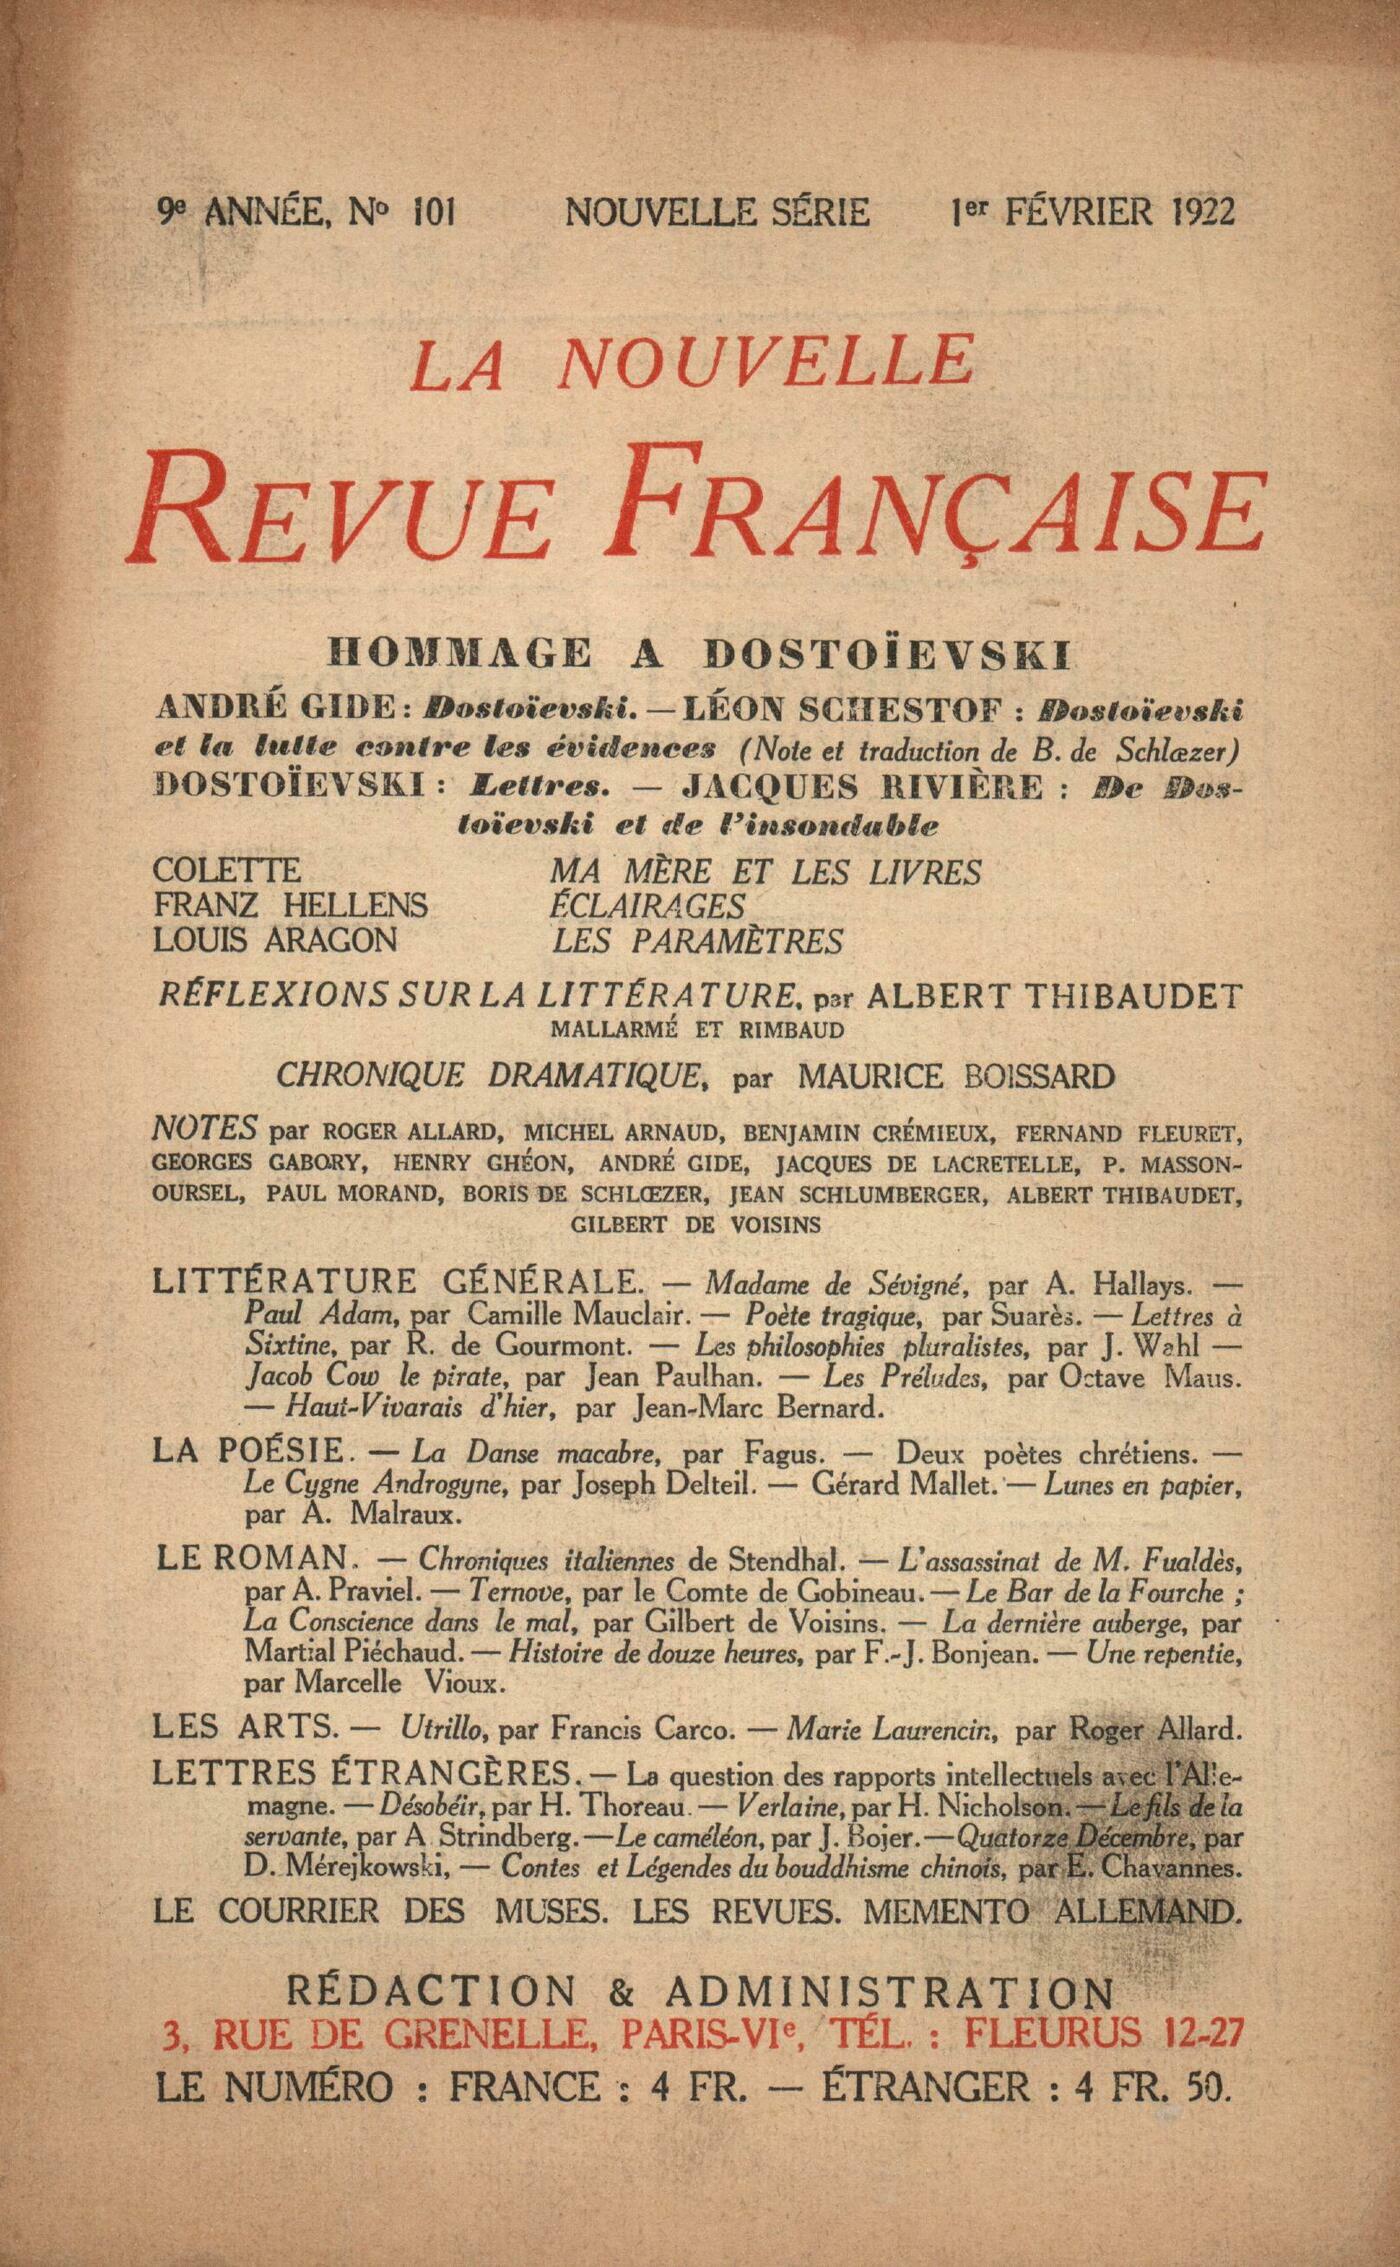 9e ANNÉE, No 101 NOUVELLE SÉRIE 1er FÉVRIER 1922
LA NOUVELLE
REVUE FRANÇAISE
HOMMAGE A DOSTOÏEVSKI
ANDRÉ GIDE : Dostoïevski. — LÉON SCHESTOF : Dostoïevski
et la lutte contre les évidences (Note et traduction de B. de Schlœzer)
DOSTOÏEVSKI : Lettres. — JACQUES RIVIÈRE : De Dos-
toïevski et de l'insondable
COLETTE MA MÈRE ET LES LIVRES
FRANZ HELLENS ÉCLAIRAGES
LOUIS ARAGON LES PARAMÈTRES
RÉFLEXIONS SUR LA LITTÉRATURE, par ALBERT THIBAUDET
MALLARMÉ ET RIMBAUD
CHRONIQUE DRAMATIQUE, par MAURICE BOISSARD
NOTES par ROGER ALLARD, MICHEL ARNAUD, BENJAMIN CRÉMIEUX, FERNAND FLEURET,
GEORGES GABORY, HENRY GHÉON, ANDRÉ GIDE, JACQUES DE LACRETELLE, P. MASSON-
OURSEL, PAUL MORAND, BORIS DE SCHLŒZER, JEAN SCHLUMBERGER, ALBERT THIBAUDET,
GILBERT DE VOISINS
LITTÉRATURE GÉNÉRALE. — Madame de Sévigné, par A. Hallays. —
Paul Adam, par Camille Mauclair. — Poète tragique, par Suarès. — Lettres à
Sixtine, par R. de Gourmont. — Les philosophies pluralistes, par J. Wahl —
Jacob Cow le pirate, par Jean Paulhan. — Les Préludes, par Octave Maus.
— Haut-Vivarais d'hier, par Jean-Marc Bernard.
LA POÉSIE. — La Danse macabre, par Fagus. — Deux poètes chrétiens. —
Le Cygne Androgyne, par Joseph Delteil. — Gérard Mallet. — Lunes en papier,
par A. Malraux.
LE ROMAN. — Chroniques italiennes de Stendhal. — L'assassinat de M. Fualdès,
par A. Praviel. — Ternove, par le Comte de Gobineau. — Le Bar de la Fourche ;
La Conscience dans le mal, par Gilbert de Voisins. — La dernière auberge, par
Martial Piéchaud. — Histoire de douze heures, par F.-J. Bonjean. — Une repentie,
par Marcelle Vioux.
LES ARTS. — Utrillo, par Francis Carco. — Marie Laurencin, par Roger Allard.
LETTRES ÉTRANGÈRES. — La question des rapports intellectuels avec l'Alle-
magne. — Désobéir, par H. Thoreau. — Verlaine, par H. Nicholson. — Le fils de la
servante, par A. Strindberg. — Le caméléon, par J. Bojer. — Quatorze Décembre, par
D. Mérejkowski, — Contes et Légendes du bouddhisme chinois, par E. Chavannes.
LE COURRIER DES MUSES. LES REVUES. MEMENTO ALLEMAND.
RÉDACTION & ADMINISTRATION
3, RUE DE GRENELLE, PARIS-VIe, TÉL. : FLEURUS 12-27
LE NUMÉRO : FRANCE : 4 FR. — ÉTRANGER : 4 FR. 50.